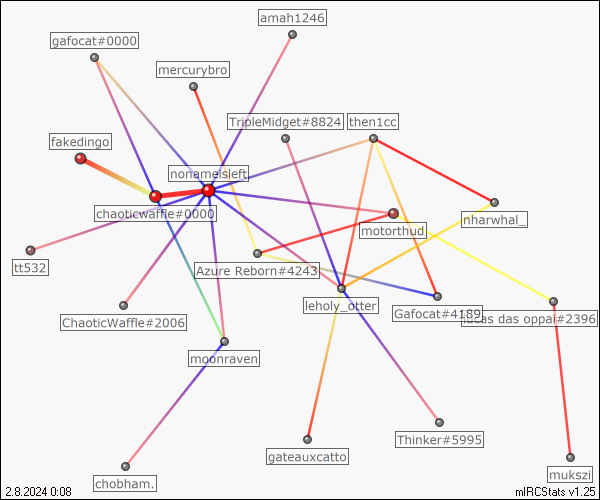 amah1246
gafocat#0000
mercurybro
TripleMidget#8824
then1cc
fakedingo
nonameisleft
chaoticwaffle#0000
nharwhal_
motorthud
tt532
Azure Reborn#4243
leholy_otter
ChaoticWaffle#2006
Gafocat#4189
lucas das oppai#2396
moonraven
Thinker#5995
gateauxcatto
mukszi
chobham.
2.8.2024 0:08
mIRCStats v1.25